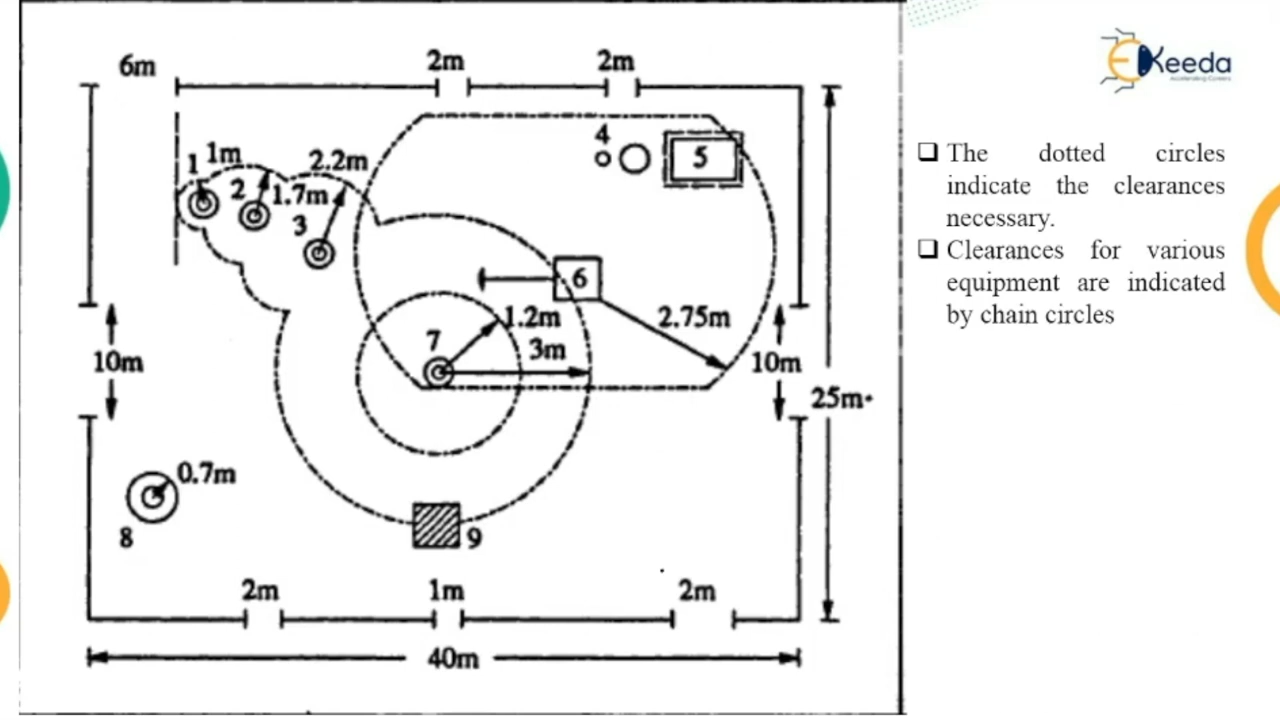 6m
2m
2m
Keeda
The dotted circles
indicate the clearances
necessary.
Clearances for various
equipment are indicated
by chain circles
1
1m
2.2m
2
1.7m
3
4
5
6
1.2m
2.75m
7
3m
10m
10m
25m
0.7m
8
9
2m
1m
2m
40m